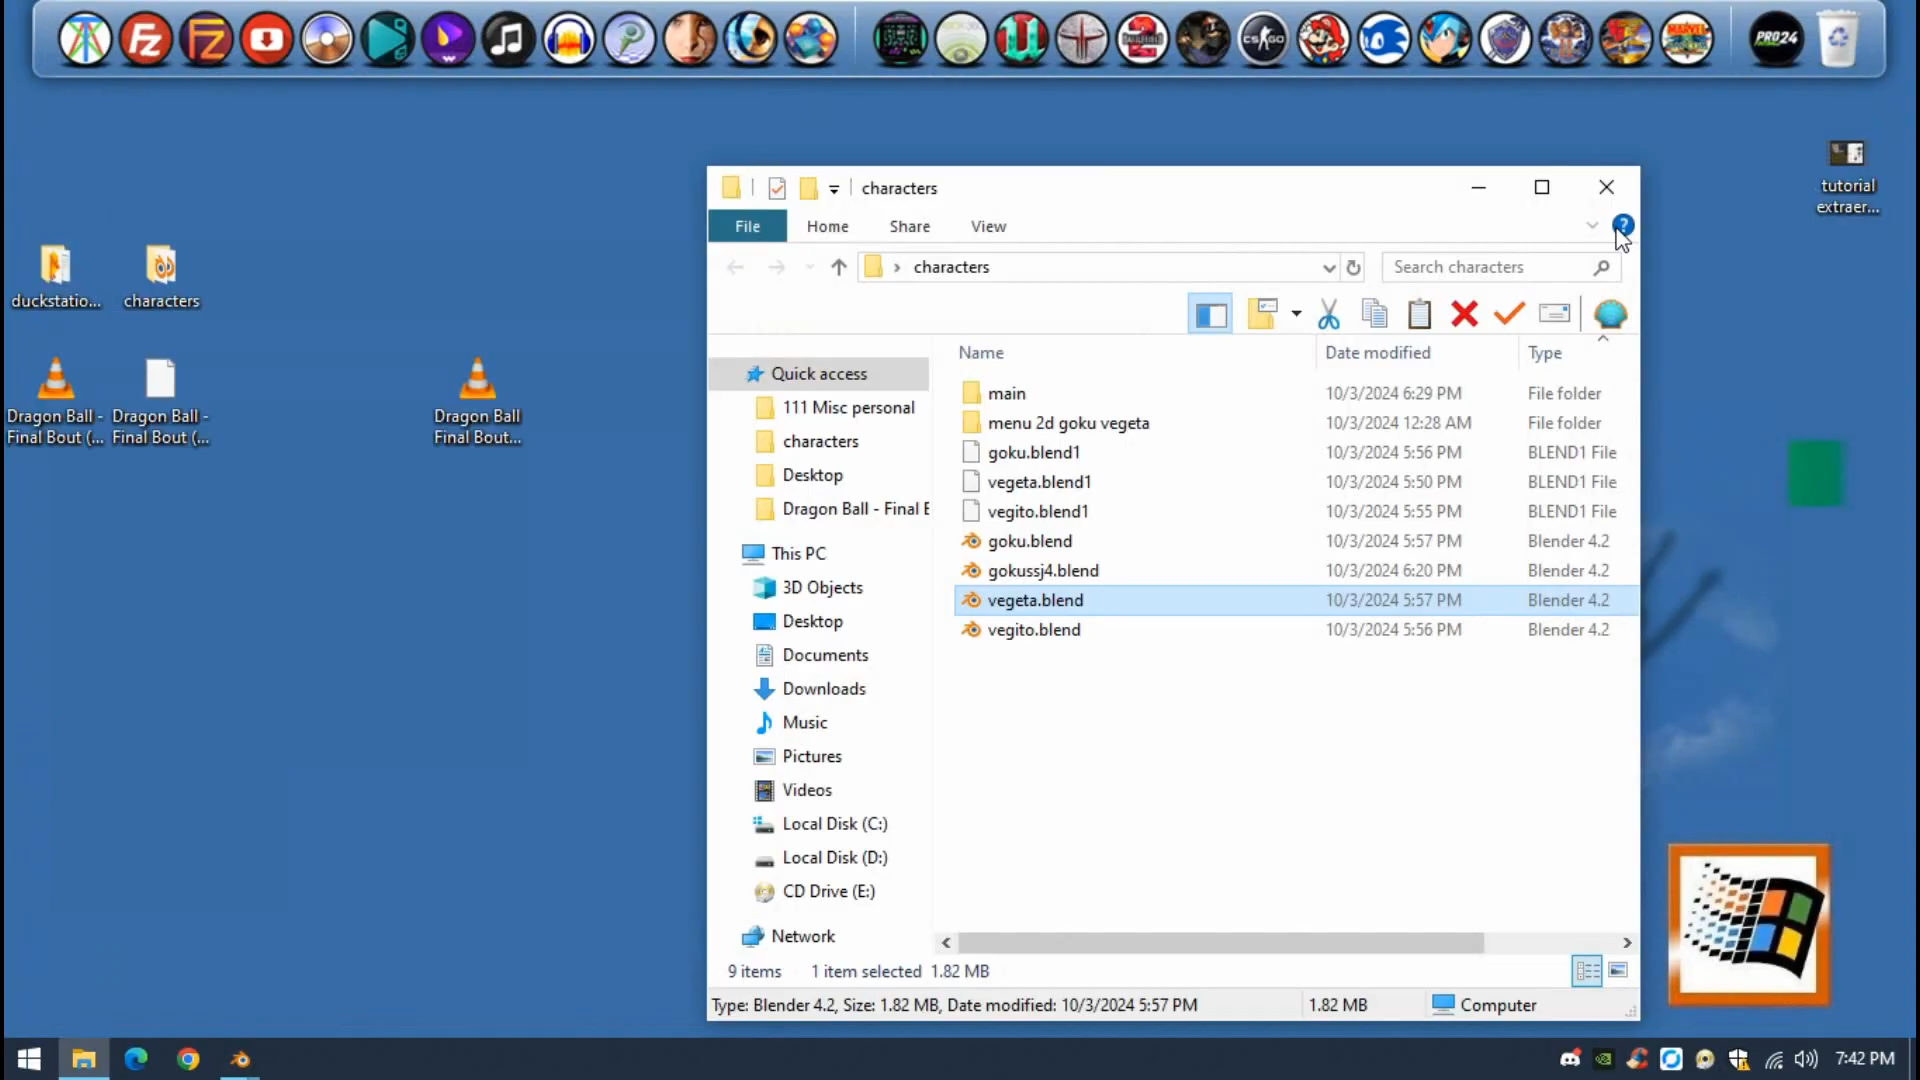 CS:GO
PRO24
MARVEL
tutorial
extraer...
duckstatio...
characters
Dragon Ball -
Final Bout (...
Dragon Ball -
Final Bout (...
Dragon Ball
Final Bout...
characters
File
Home
Share
View
?
characters
Search characters
Name
Date modified
Type
Quick access
111 Misc personal
characters
Desktop
Dragon Ball - Final B
This PC
3D Objects
Desktop
Documents
Downloads
Music
Pictures
Videos
Local Disk (C:)
Local Disk (D:)
CD Drive (E:)
Network
main 10/3/2024 6:29 PM File folder
menu 2d goku vegeta 10/3/2024 12:28 AM File folder
goku.blend1 10/3/2024 5:56 PM BLEND1 File
vegeta.blend1 10/3/2024 5:50 PM BLEND1 File
vegito.blend1 10/3/2024 5:55 PM BLEND1 File
goku.blend 10/3/2024 5:57 PM Blender 4.2
gokussj4.blend 10/3/2024 6:20 PM Blender 4.2
vegeta.blend 10/3/2024 5:57 PM Blender 4.2
vegito.blend 10/3/2024 5:56 PM Blender 4.2
9 items 1 item selected 1.82 MB
Type: Blender 4.2, Size: 1.82 MB, Date modified: 10/3/2024 5:57 PM 1.82 MB Computer
7:42 PM